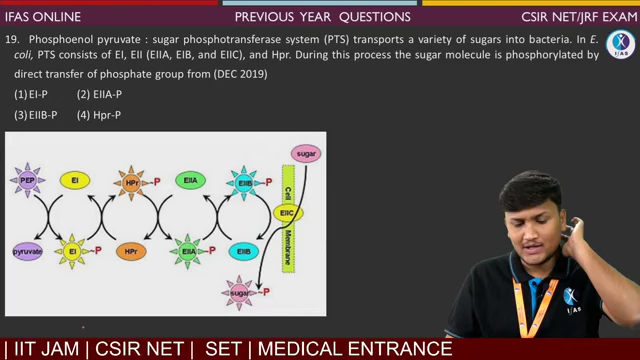 IFAS ONLINE PREVIOUS YEAR QUESTIONS CSIR NET/JRF EXAM
19. Phosphoenol pyruvate : sugar phosphotransferase system (PTS) transports a variety of sugars into bacteria. In E.
coli, PTS consists of EI, EII (EIIA, EIB, and EIIC), and Hpr. During this process the sugar molecule is phosphorylated by
direct transfer of phosphate group from (DEC 2019)
(1) EI-P (2) EIIA-P
(3) EIIB-P (4) Hpr-P
IFAS
sugar
PEP EI HPr ~P EIIA EIIB ~P
Cell
EIIC
Membrane
pyruvate EI ~P HPr EIIA ~P EIIB
sugar ~P
IFAS
| IIT JAM | CSIR NET | SET | MEDICAL ENTRANCE